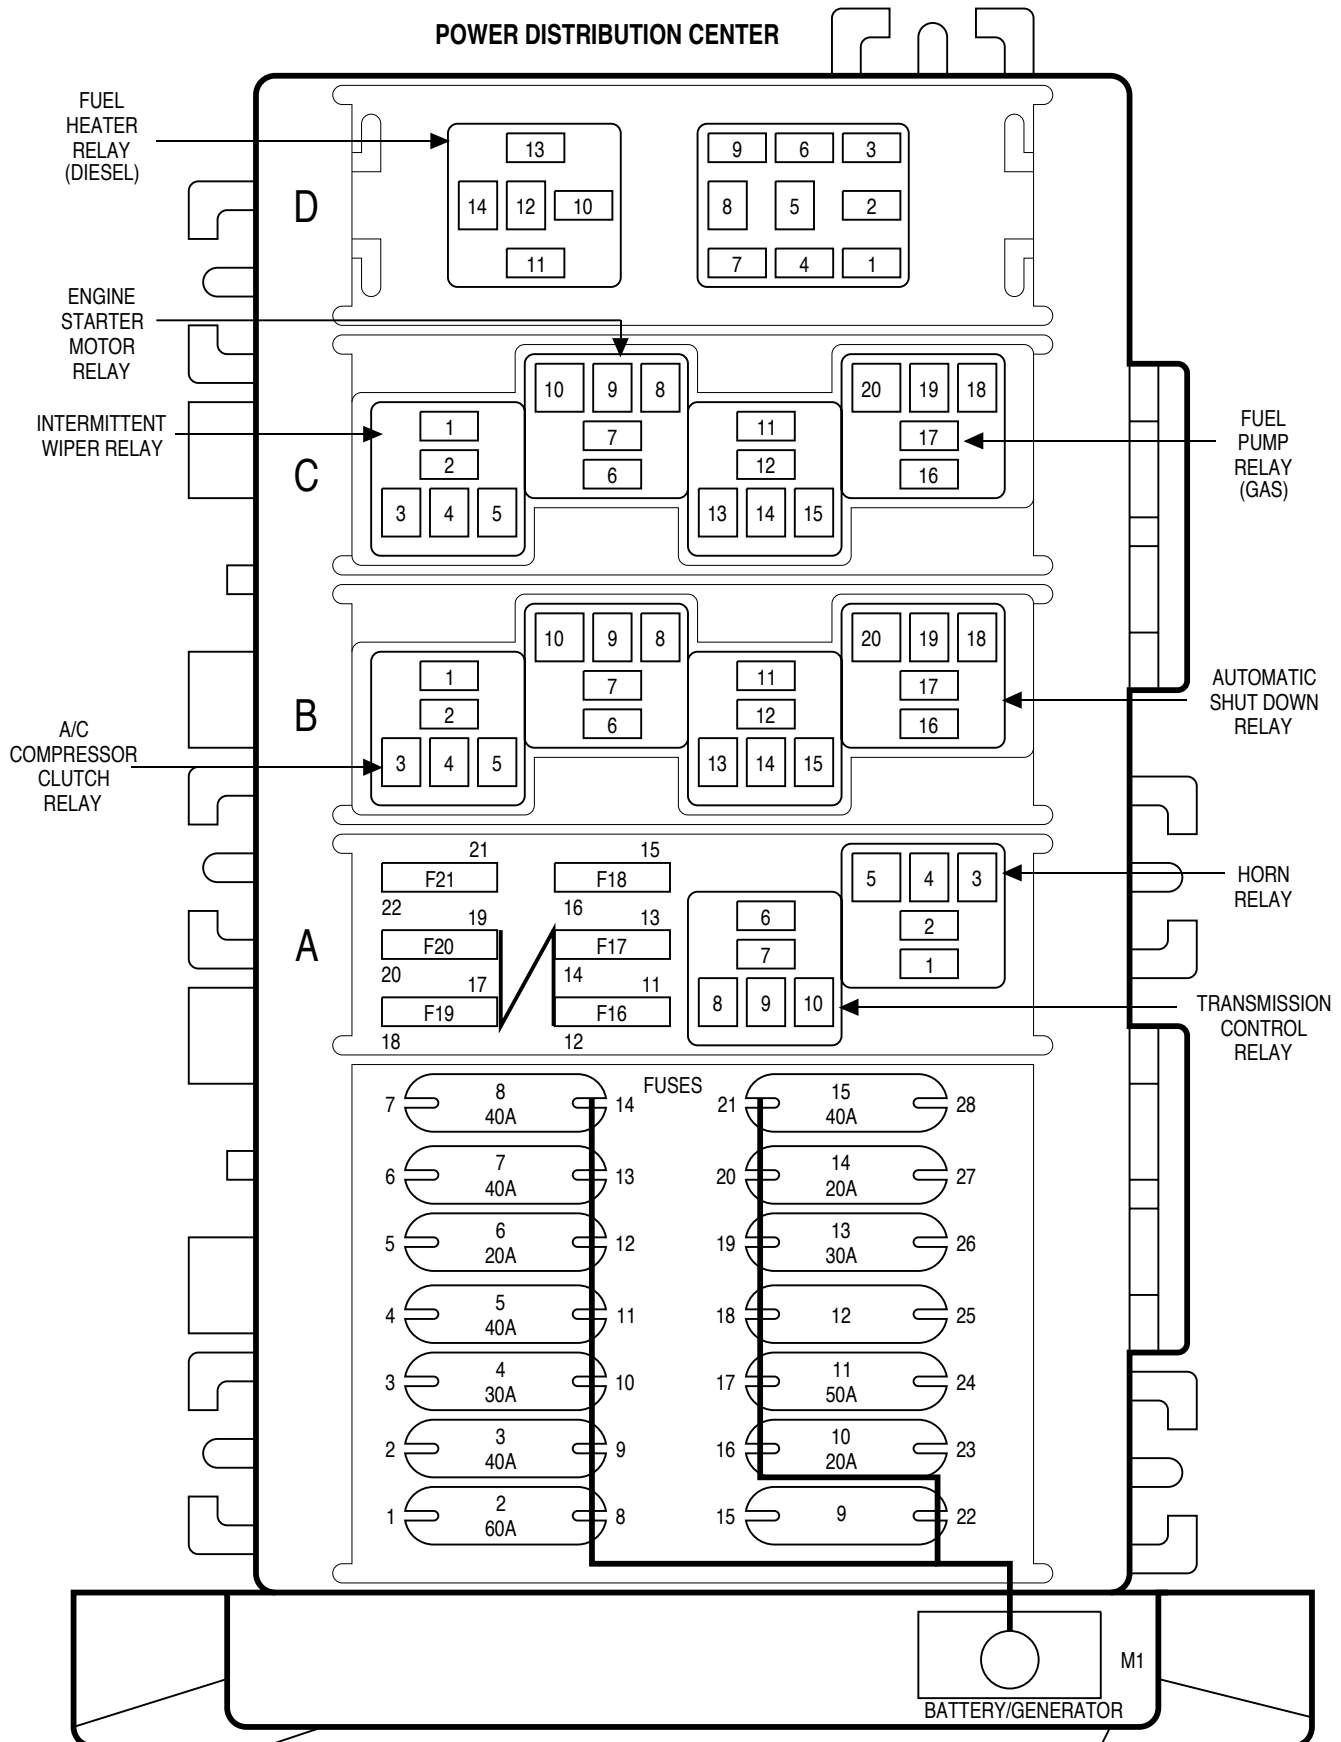 POWER DISTRIBUTION CENTER
FUEL
HEATER
RELAY
(DIESEL)
13
14 12 10
11
9 6 3
8 5 2
7 4 1
D
ENGINE
STARTER
MOTOR
RELAY
INTERMITTENT
WIPER RELAY
C
1
2
3 4 5
10 9 8
7
6
11
12
13 14 15
20 19 18
17
16
FUEL
PUMP
RELAY
(GAS)
B
1
2
3 4 5
10 9 8
7
6
11
12
13 14 15
20 19 18
17
16
AUTOMATIC
SHUT DOWN
RELAY
A/C
COMPRESSOR
CLUTCH
RELAY
A
21
F21
22
19
F20
20
17
F19
18
15
F18
16
13
F17
14
11
F16
12
6
7
8 9 10
5 4 3
2
1
HORN
RELAY
TRANSMISSION
CONTROL
RELAY
FUSES
7 8 14
40A
6 7 13
40A
5 6 12
20A
4 5 11
40A
3 4 10
30A
2 3 9
40A
1 2 8
60A
21 15 28
40A
20 14 27
20A
19 13 26
30A
18 12 25
17 11 24
50A
16 10 23
20A
15 9 22
M1
BATTERY/GENERATOR